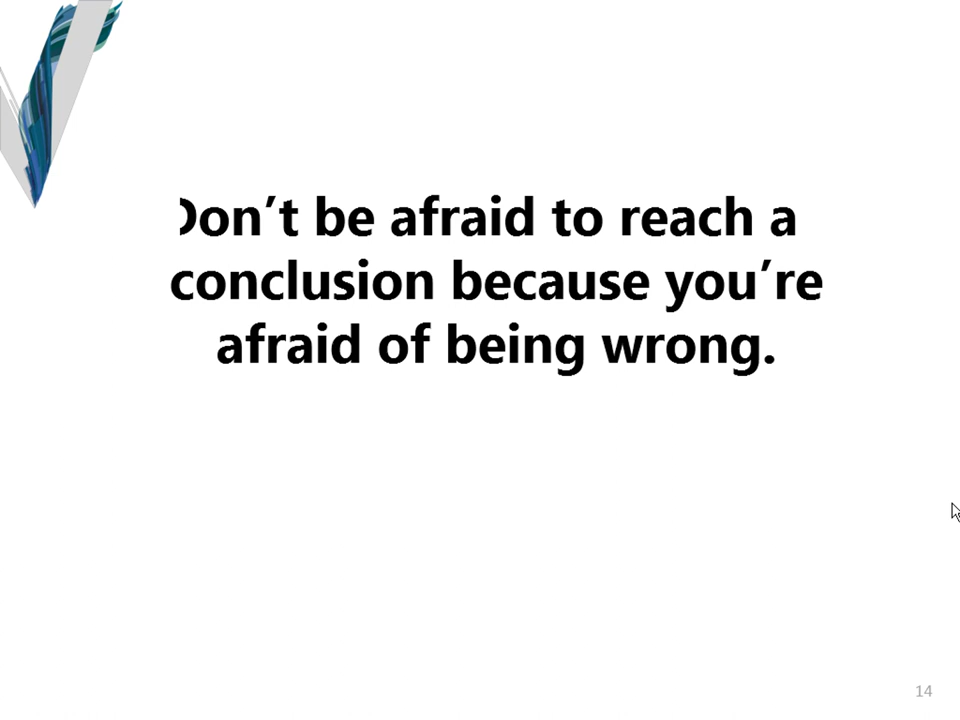 Don’t be afraid to reach a
conclusion because you’re
afraid of being wrong.
14